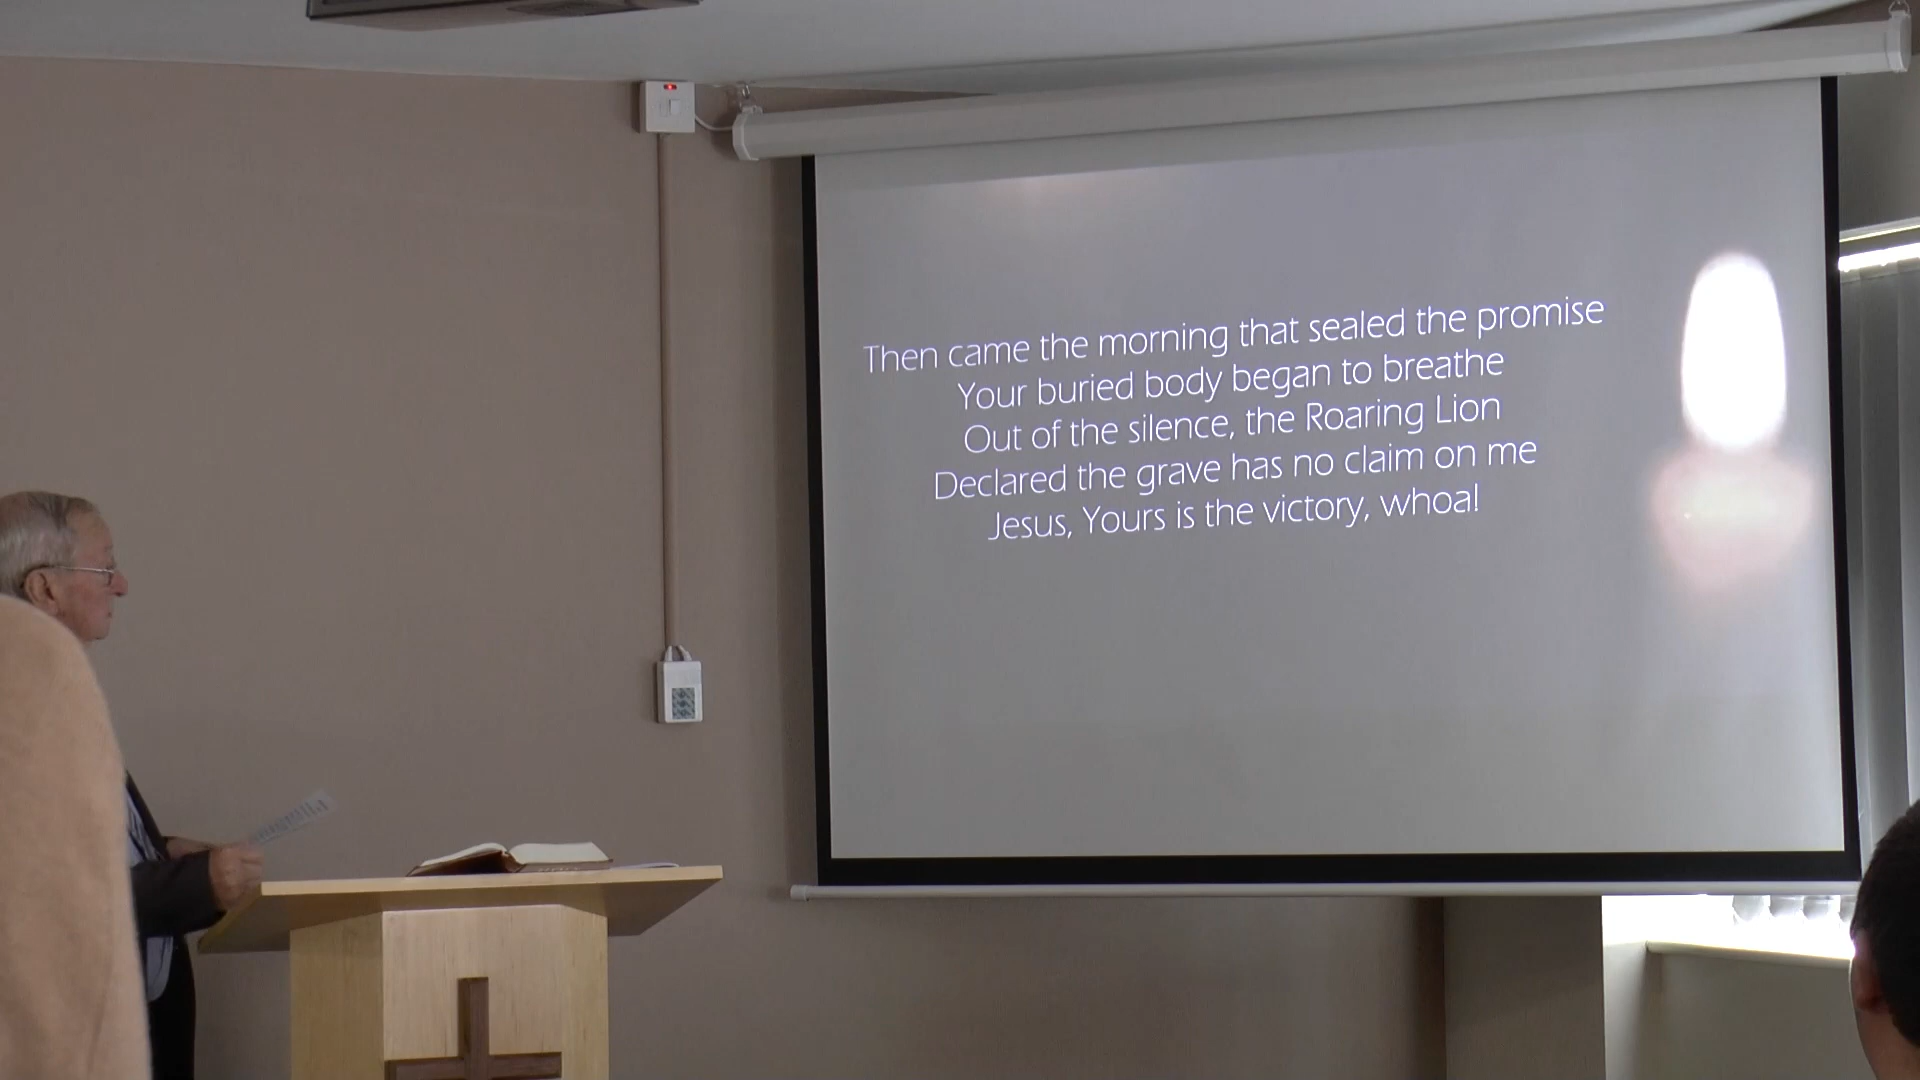 Then came the morning that sealed the promise
Your buried body began to breathe
Out of the silence, the Roaring Lion
Declared the grave has no claim on me
Jesus, Yours is the victory, whoa!